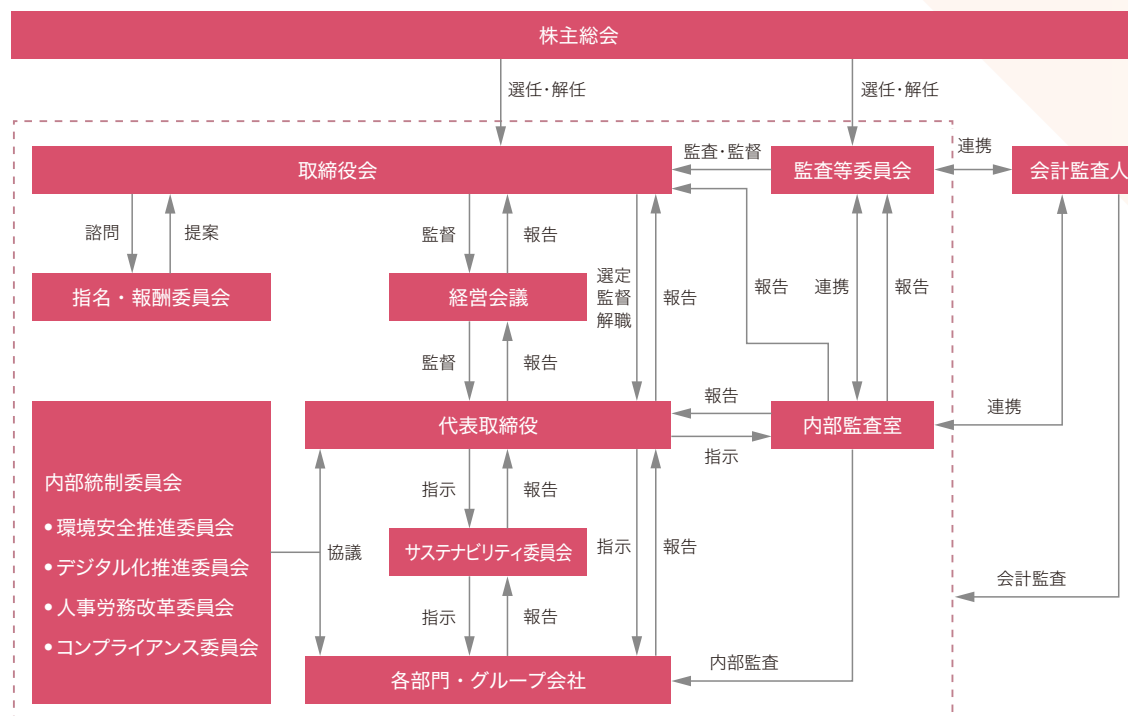 株主総会
選任・解任
選任・解任
取締役会
監査・監督
監査等委員会
連携
会計監査人
諮問
提案
監督
報告
選定
監督
解職
報告
報告
連携
報告
指名・報酬委員会
経営会議
監督
報告
代表取締役
報告
指示
内部監査室
連携
内部統制委員会
• 環境安全推進委員会
• デジタル化推進委員会
• 人事労務改革委員会
• コンプライアンス委員会
協議
指示
報告
サステナビリティ委員会
指示
報告
指示
報告
会計監査
内部監査
各部門・グループ会社